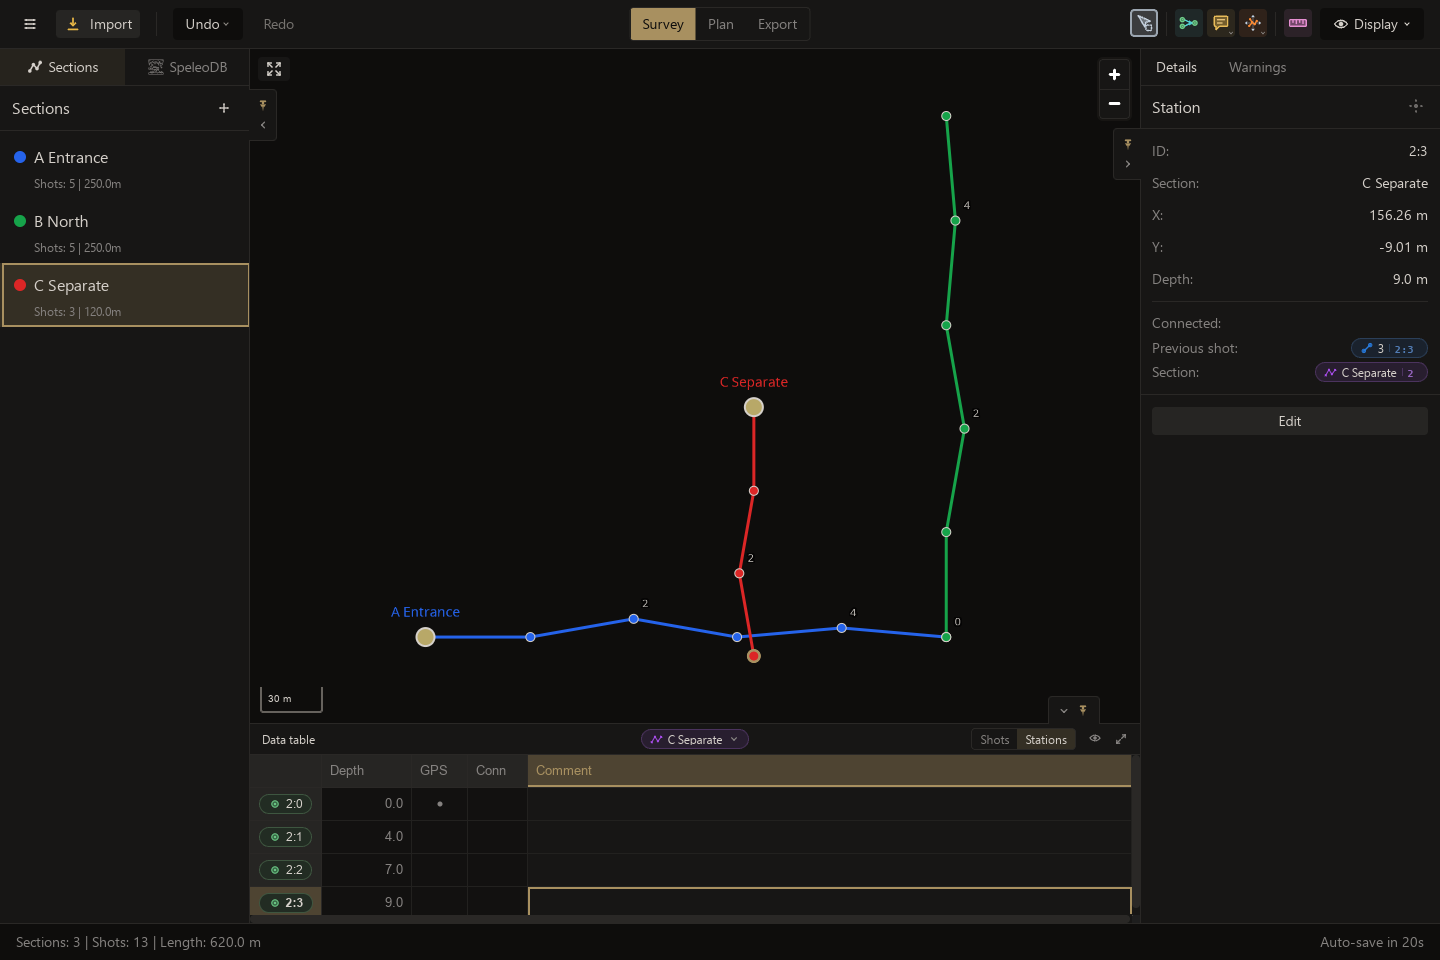 Import
Undo
Redo
Survey
Plan
Export
Display
Sections
SpeleoDB
Details
Warnings
Sections
A Entrance
Shots: 5 | 250.0m
B North
Shots: 5 | 250.0m
C Separate
Shots: 3 | 120.0m
4
2
C Separate
2
A Entrance
2
4
0
30 m
Station
ID: 2:3
Section: C Separate
X: 156.26 m
Y: -9.01 m
Depth: 9.0 m
Connected:
Previous shot: 3 | 2:3
Section: C Separate | 2
Edit
Data table
C Separate
Shots
Stations
Depth GPS Conn Comment
2:0 0.0
2:1 4.0
2:2 7.0
2:3 9.0
Sections: 3 | Shots: 13 | Length: 620.0 m
Auto-save in 20s